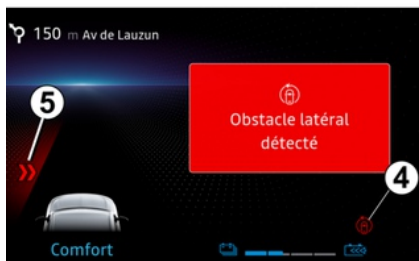 150 m Av de Lauzun
5
Obstacle latéral
détecté
4
Comfort